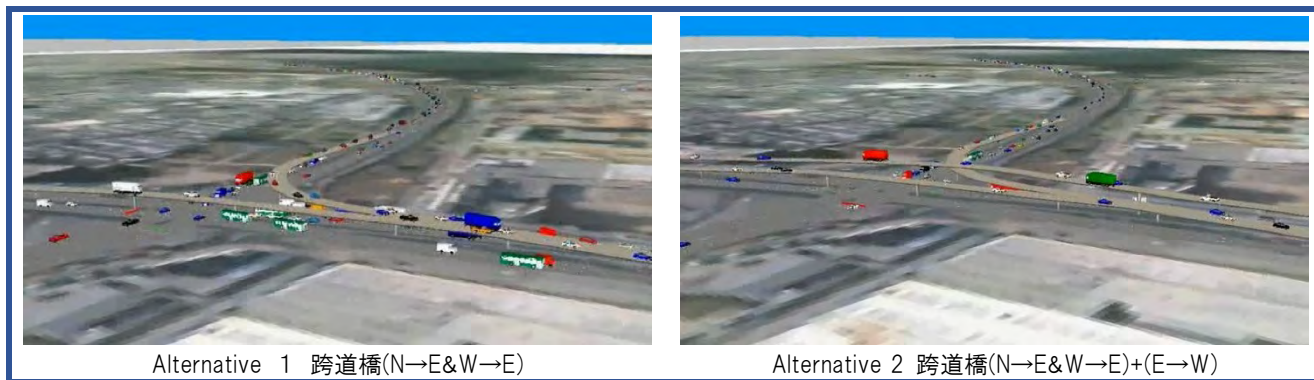 Alternative 1 跨道橋(N→E&W→E)
Alternative 2 跨道橋(N→E&W→E)+(E→W)